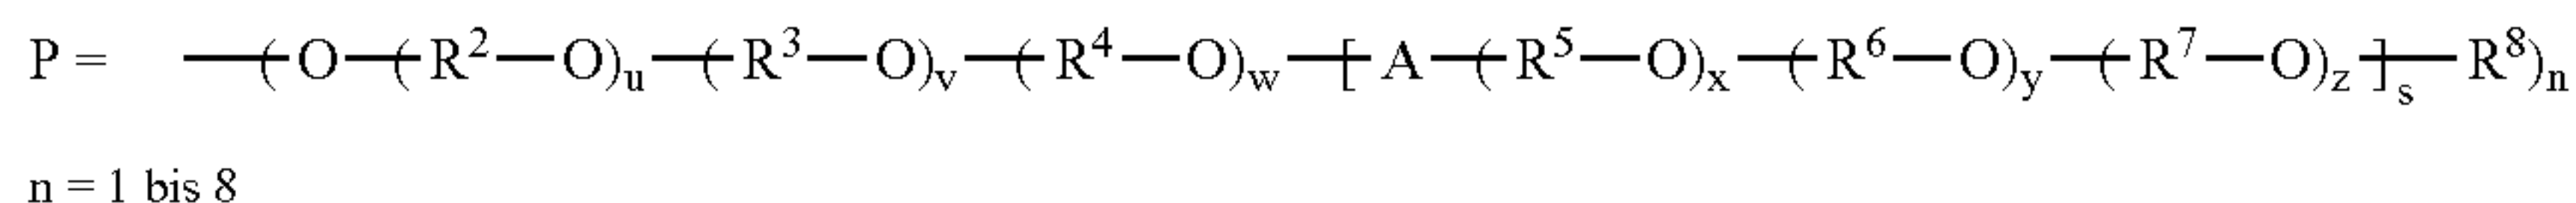 P = —(O—(R²—O)ᵤ—(R³—O)ᵥ—(R⁴—O)w—[A—(R⁵—O)ₓ—(R⁶—O)y—(R⁷—O)z]ₛ—R⁸)ₙ
n = 1 bis 8